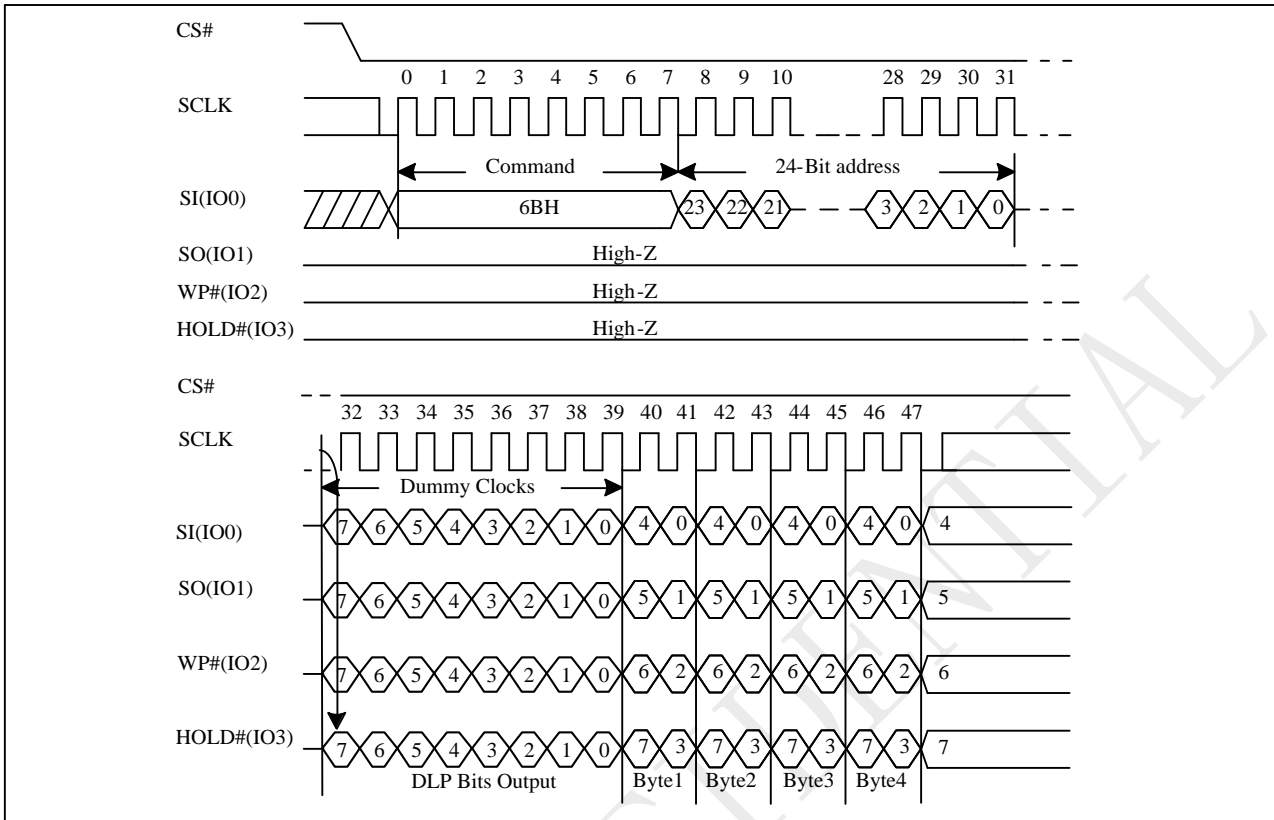 CS#
0 1 2 3 4 5 6 7 8 9 10 28 29 30 31
SCLK
Command 24-Bit address
SI(IO0) 6BH 23 22 21 3 2 1 0
SO(IO1) High-Z
WP#(IO2) High-Z
HOLD#(IO3) High-Z
CS#
32 33 34 35 36 37 38 39 40 41 42 43 44 45 46 47
SCLK
Dummy Clocks
SI(IO0) 7 6 5 4 3 2 1 0 4 0 4 0 4 0 4 0 4
SO(IO1) 7 6 5 4 3 2 1 0 5 1 5 1 5 1 5 1 5
WP#(IO2) 7 6 5 4 3 2 1 0 6 2 6 2 6 2 6 2 6
HOLD#(IO3) 7 6 5 4 3 2 1 0 7 3 7 3 7 3 7 3 7
DLP Bits Output Byte1 Byte2 Byte3 Byte4